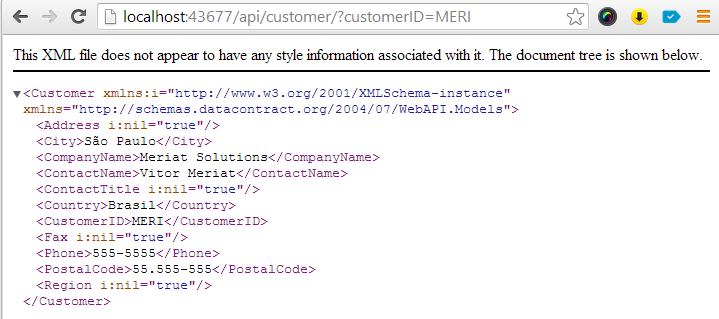 localhost:43677/api/customer/?customerID=MERI
This XML file does not appear to have any style information associated with it. The document tree is shown below.
▼<Customer xmlns:i="http://www.w3.org/2001/XMLSchema-instance"
xmlns="http://schemas.datacontract.org/2004/07/WebAPI.Models">
<Address i:nil="true"/>
<City>São Paulo</City>
<CompanyName>Meriat Solutions</CompanyName>
<ContactName>Vitor Meriat</ContactName>
<ContactTitle i:nil="true"/>
<Country>Brasil</Country>
<CustomerID>MERI</CustomerID>
<Fax i:nil="true"/>
<Phone>555-5555</Phone>
<PostalCode>55.555-555</PostalCode>
<Region i:nil="true"/>
</Customer>